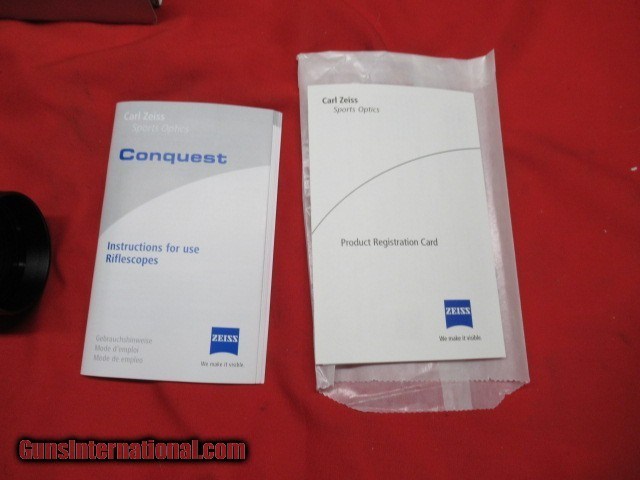 Carl Zeiss
Sports Optics
Conquest
Instructions for use
Riflescopes
Gebrauchshinweise
Mode d'emploi
Modo de empleo
ZEISS
We make it visible.
Carl Zeiss
Sports Optics
Product Registration Card
ZEISS
We make it visible.
GunsInternational.com